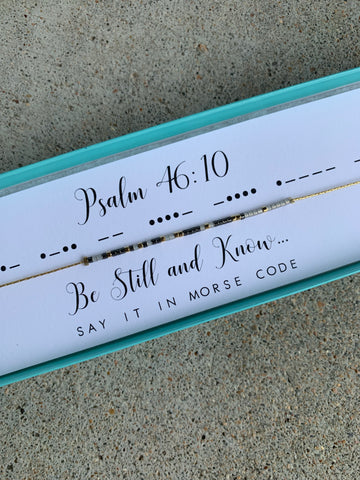 Psalm 46:10
Be Still and Know...
SAY IT IN MORSE CODE